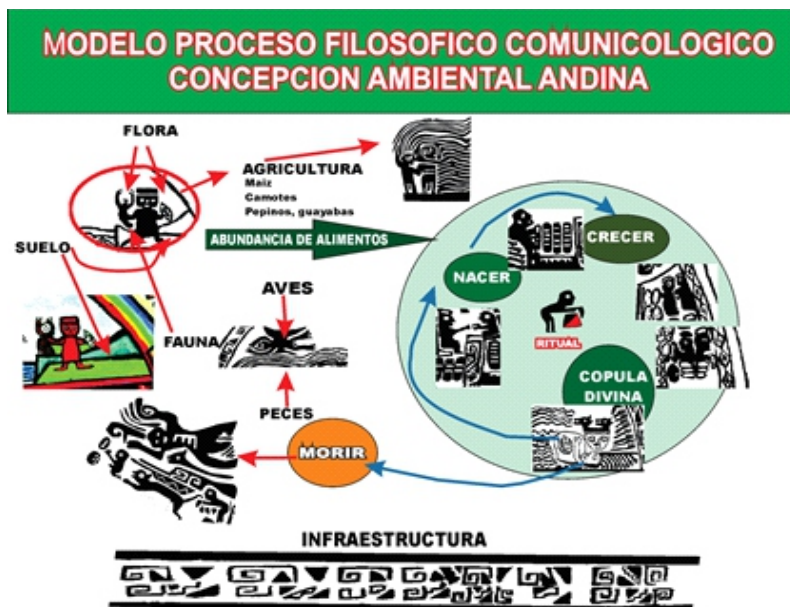 MODELO PROCESO FILOSOFICO COMUNICOLOGICO
CONCEPCION AMBIENTAL ANDINA
FLORA
AGRICULTURA
Maiz
Camotes
Pepinos, guayabas
SUELO
ABUNDANCIA DE ALIMENTOS
CRECER
NACER
AVES
FAUNA
RITUAL
COPULA
DIVINA
PECES
MORIR
INFRAESTRUCTURA